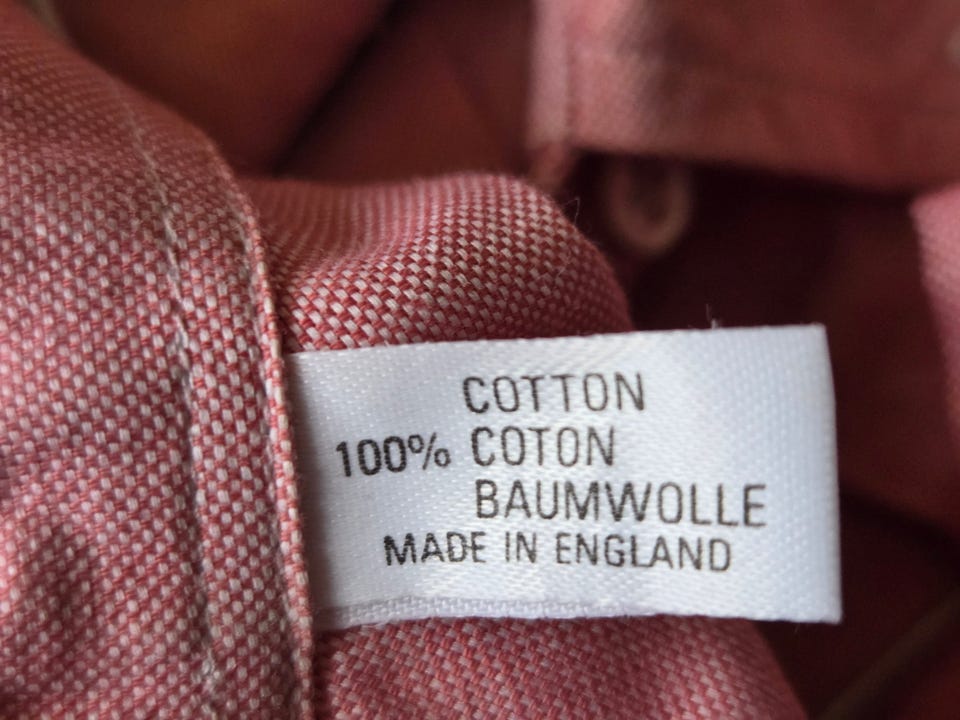 COTTON
100% COTON
BAUMWOLLE
MADE IN ENGLAND